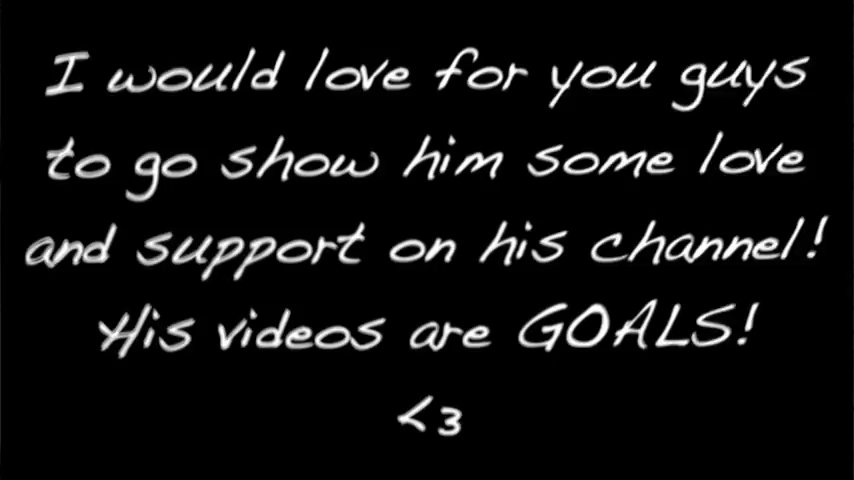 I would love for you guys
to go show him some love
and support on his channel!
His videos are GOALS!
<3